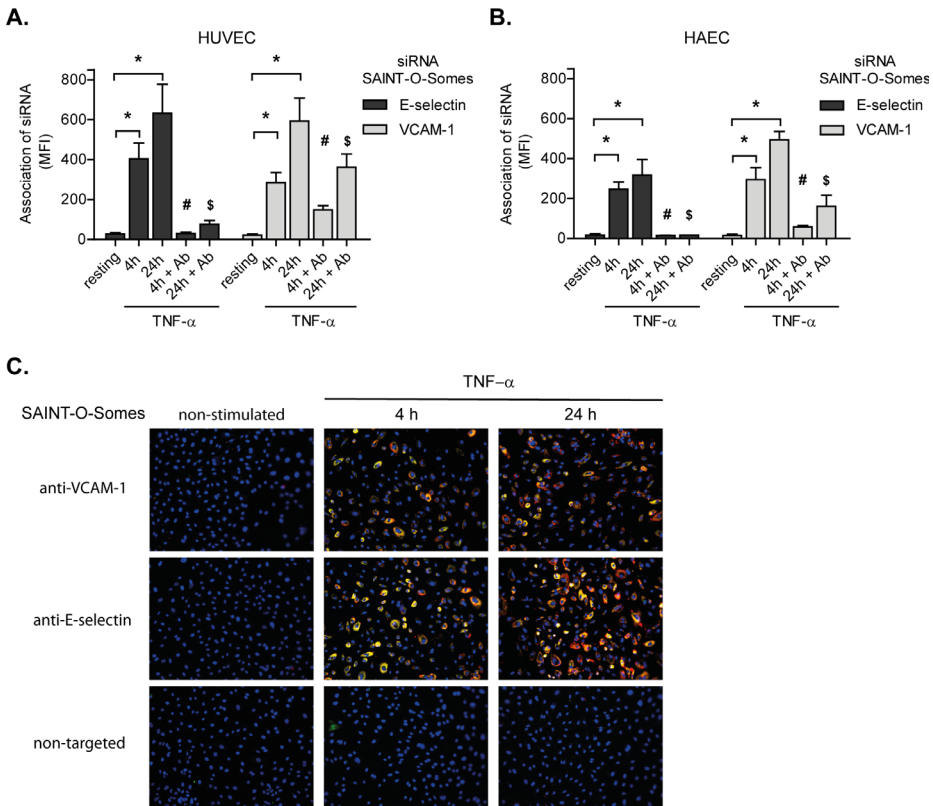 A.
HUVEC
siRNA
SAINT-O-Somes
E-selectin
VCAM-1
Association of siRNA
(MFI)
800
600
400
200
0
* * * *
# $ # $
resting 4h 24h 4h + Ab 24h + Ab resting 4h 24h 4h + Ab 24h + Ab
TNF-α TNF-α
B.
HAEC
siRNA
SAINT-O-Somes
E-selectin
VCAM-1
Association of siRNA
(MFI)
800
600
400
200
0
* * * *
# $ # $
resting 4h 24h 4h + Ab 24h + Ab resting 4h 24h 4h + Ab 24h + Ab
TNF-α TNF-α
C.
TNF–α
SAINT-O-Somes non-stimulated 4 h 24 h
anti-VCAM-1
anti-E-selectin
non-targeted